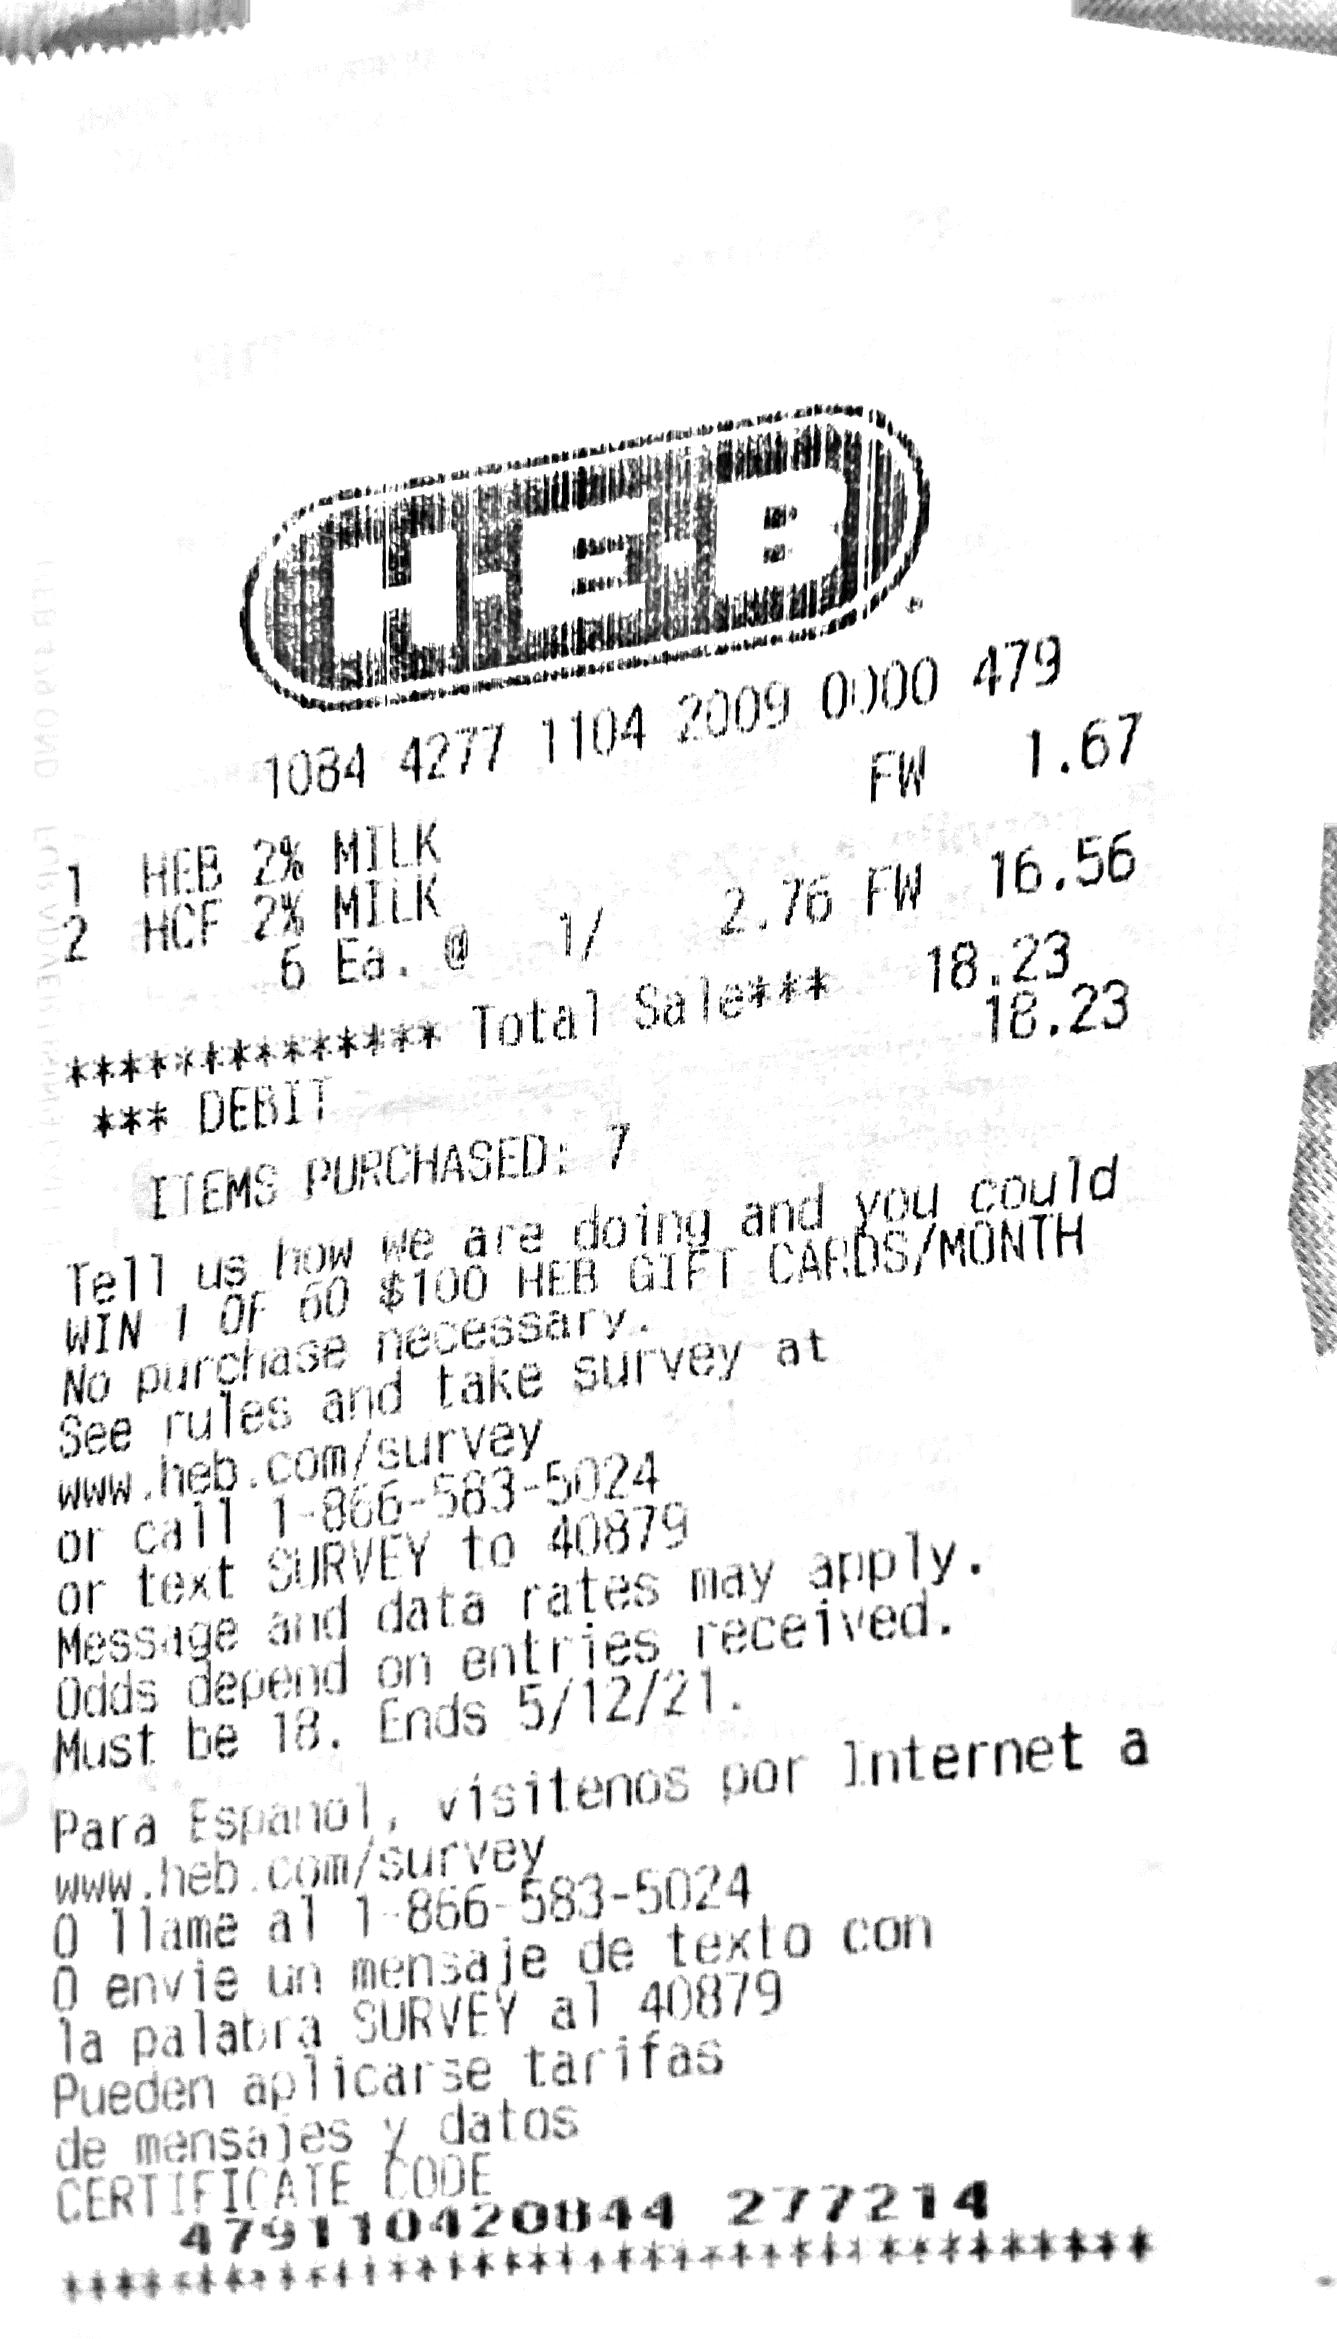 H-E-B
1084 4277 1104 2009 0000 479
1 HEB 2% MILK FW 1.67
2 HCF 2% MILK
6 Ea. @ 1/ 2.76 FW 16.56
************** Total Sale*** 18.23
*** DEBIT 18.23
ITEMS PURCHASED: 7
Tell us how we are doing and you could
WIN 1 OF 60 $100 HEB GIFT CARDS/MONTH
No purchase necessary.
See rules and take survey at
www.heb.com/survey
or call 1-866-583-5024
or text SURVEY to 40879
Message and data rates may apply.
Odds depend on entries received.
Must be 18. Ends 5/12/21.
Para Espanol, visitenos por Internet a
www.heb.com/survey
O llame al 1-866-583-5024
O envie un mensaje de texto con
la palabra SURVEY al 40879
Pueden aplicarse tarifas
de mensajes y datos
CERTIFICATE CODE
479110420844 277214
****************************************